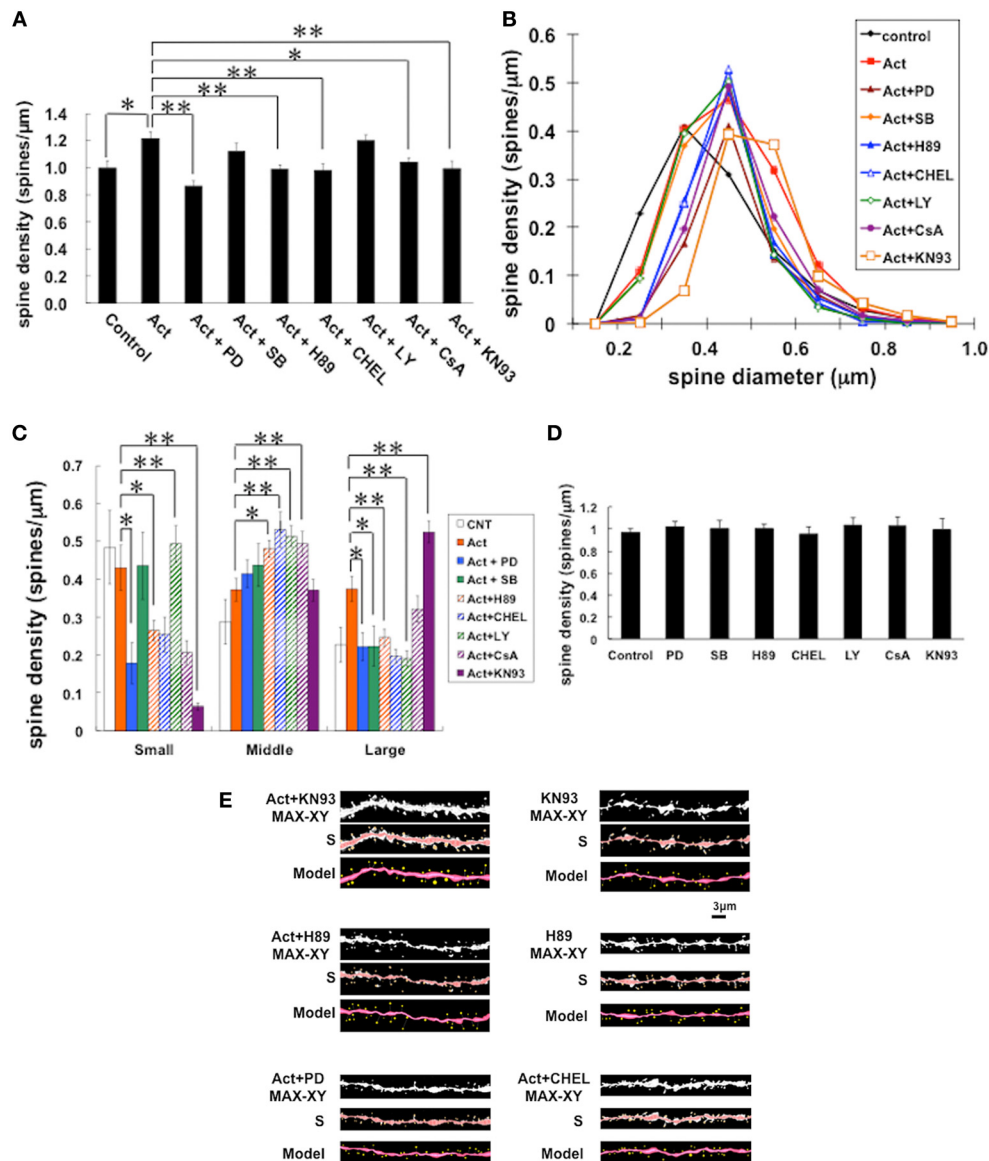 A
**
*
**
**
*
**
spine density (spines/μm)
1.4
1.2
1.0
0.8
0.6
0.4
0.2
0.0
Control
Act
Act + PD
Act + SB
Act + H89
Act + CHEL
Act + LY
Act + CsA
Act + KN93
B
spine density (spines/μm)
0.6
0.5
0.4
0.3
0.2
0.1
0
0.2
0.4
0.6
0.8
1.0
spine diameter (μm)
control
Act
Act+PD
Act+SB
Act+H89
Act+CHEL
Act+LY
Act+CsA
Act+KN93
C
spine density (spines/μm)
0.7
0.6
0.5
0.4
0.3
0.2
0.1
0
**
**
*
*
**
**
**
*
**
**
**
*
Small
Middle
Large
CNT
Act
Act + PD
Act + SB
Act+H89
Act+CHEL
Act+LY
Act+CsA
Act+KN93
D
spine density (spines/μm)
1.2
1
0.8
0.6
0.4
0.2
0
Control
PD
SB
H89
CHEL
LY
CsA
KN93
E
Act+KN93
MAX-XY
S
Model
KN93
MAX-XY
S
Model
3μm
Act+H89
MAX-XY
S
Model
H89
MAX-XY
S
Model
Act+PD
MAX-XY
S
Model
Act+CHEL
MAX-XY
S
Model